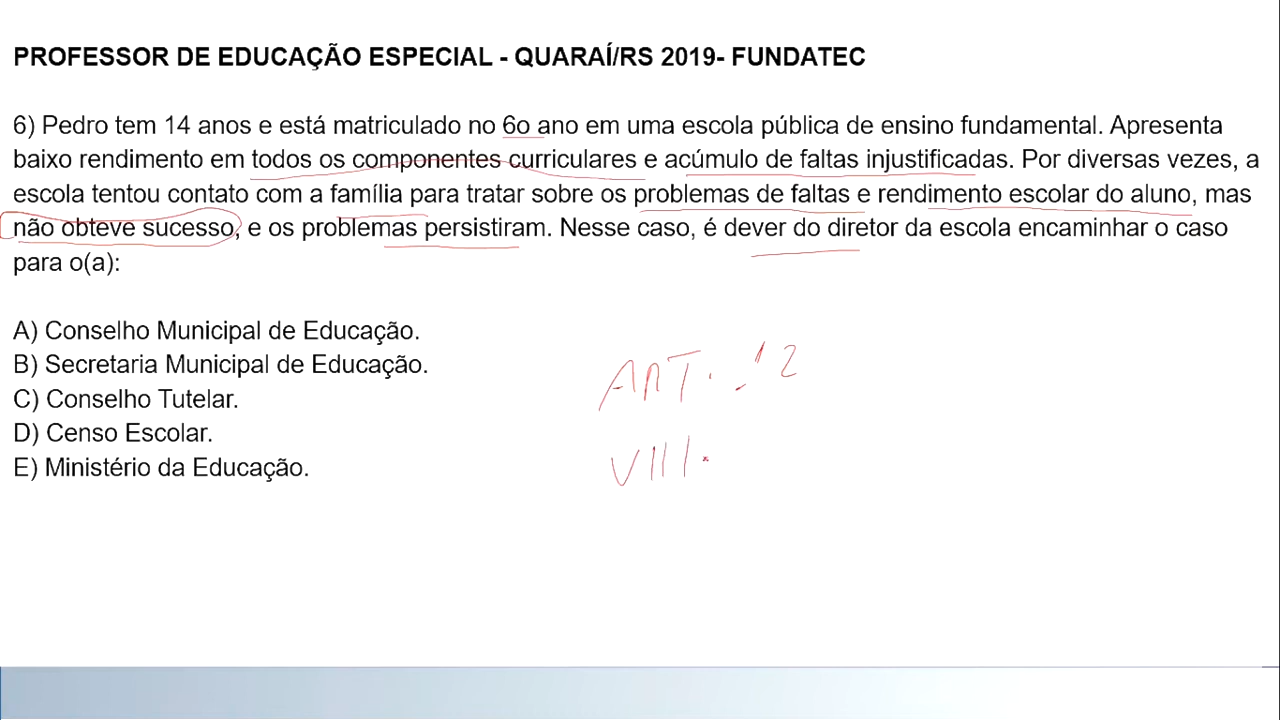 PROFESSOR DE EDUCAÇÃO ESPECIAL - QUARAÍ/RS 2019- FUNDATEC
6) Pedro tem 14 anos e está matriculado no 6o ano em uma escola pública de ensino fundamental. Apresenta
baixo rendimento em todos os componentes curriculares e acúmulo de faltas injustificadas. Por diversas vezes, a
escola tentou contato com a família para tratar sobre os problemas de faltas e rendimento escolar do aluno, mas
não obteve sucesso, e os problemas persistiram. Nesse caso, é dever do diretor da escola encaminhar o caso
para o(a):
A) Conselho Municipal de Educação.
B) Secretaria Municipal de Educação.
C) Conselho Tutelar.
D) Censo Escolar.
E) Ministério da Educação.
ART. 12
VIII.